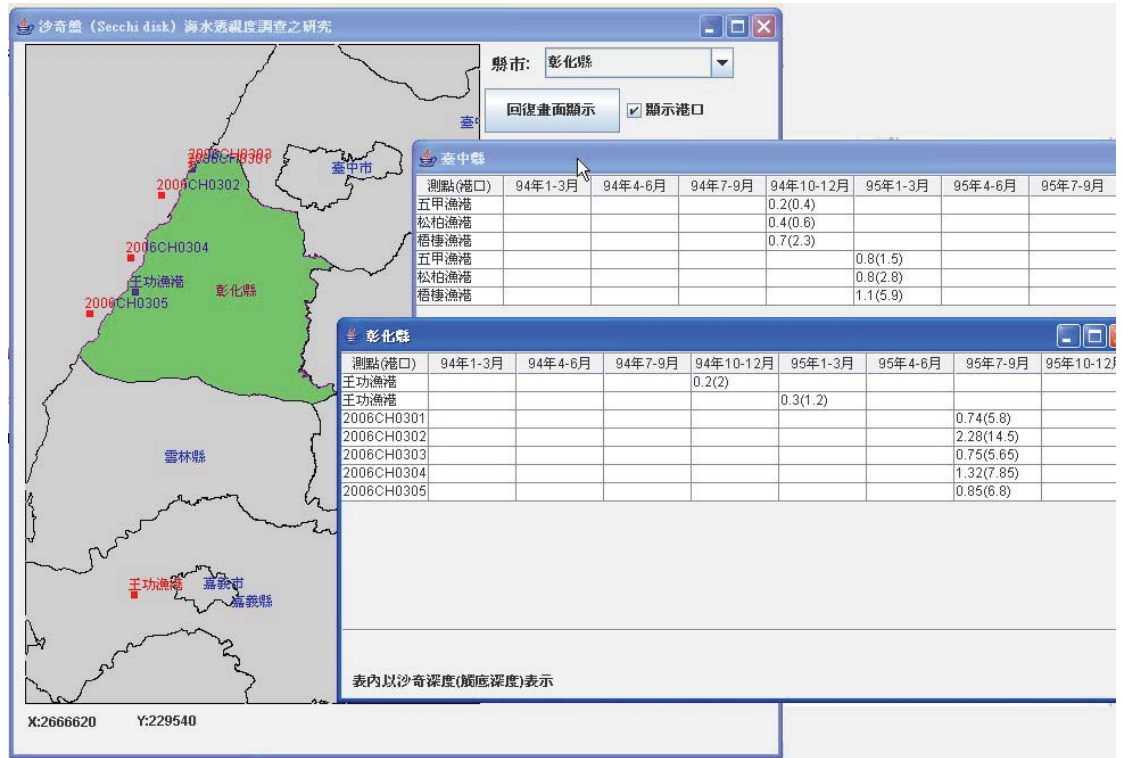 沙奇盤 (Secchi disk) 海水透視度調查之研究
縣市: 彰化縣
回復畫面顯示 顯示港口
臺中市
2006CH0302
2006CH0304
王功漁港
彰化縣
2006CH0305
雲林縣
王功漁港 嘉義市
嘉義縣
X:2666620 Y:229540
臺中縣
測點(港口) 94年1-3月 94年4-6月 94年7-9月 94年10-12月 95年1-3月 95年4-6月 95年7-9月
五甲漁港 0.2(0.4)
松柏漁港 0.4(0.6)
梧棲漁港 0.7(2.3)
五甲漁港 0.8(1.5)
松柏漁港 0.8(2.8)
梧棲漁港 1.1(5.9)
彰化縣
測點(港口) 94年1-3月 94年4-6月 94年7-9月 94年10-12月 95年1-3月 95年4-6月 95年7-9月 95年10-12月
王功漁港 0.2(2)
王功漁港 0.3(1.2)
2006CH0301 0.74(5.8)
2006CH0302 2.28(14.5)
2006CH0303 0.75(5.65)
2006CH0304 1.32(7.85)
2006CH0305 0.85(6.8)
表內以沙奇深度(觸底深度)表示